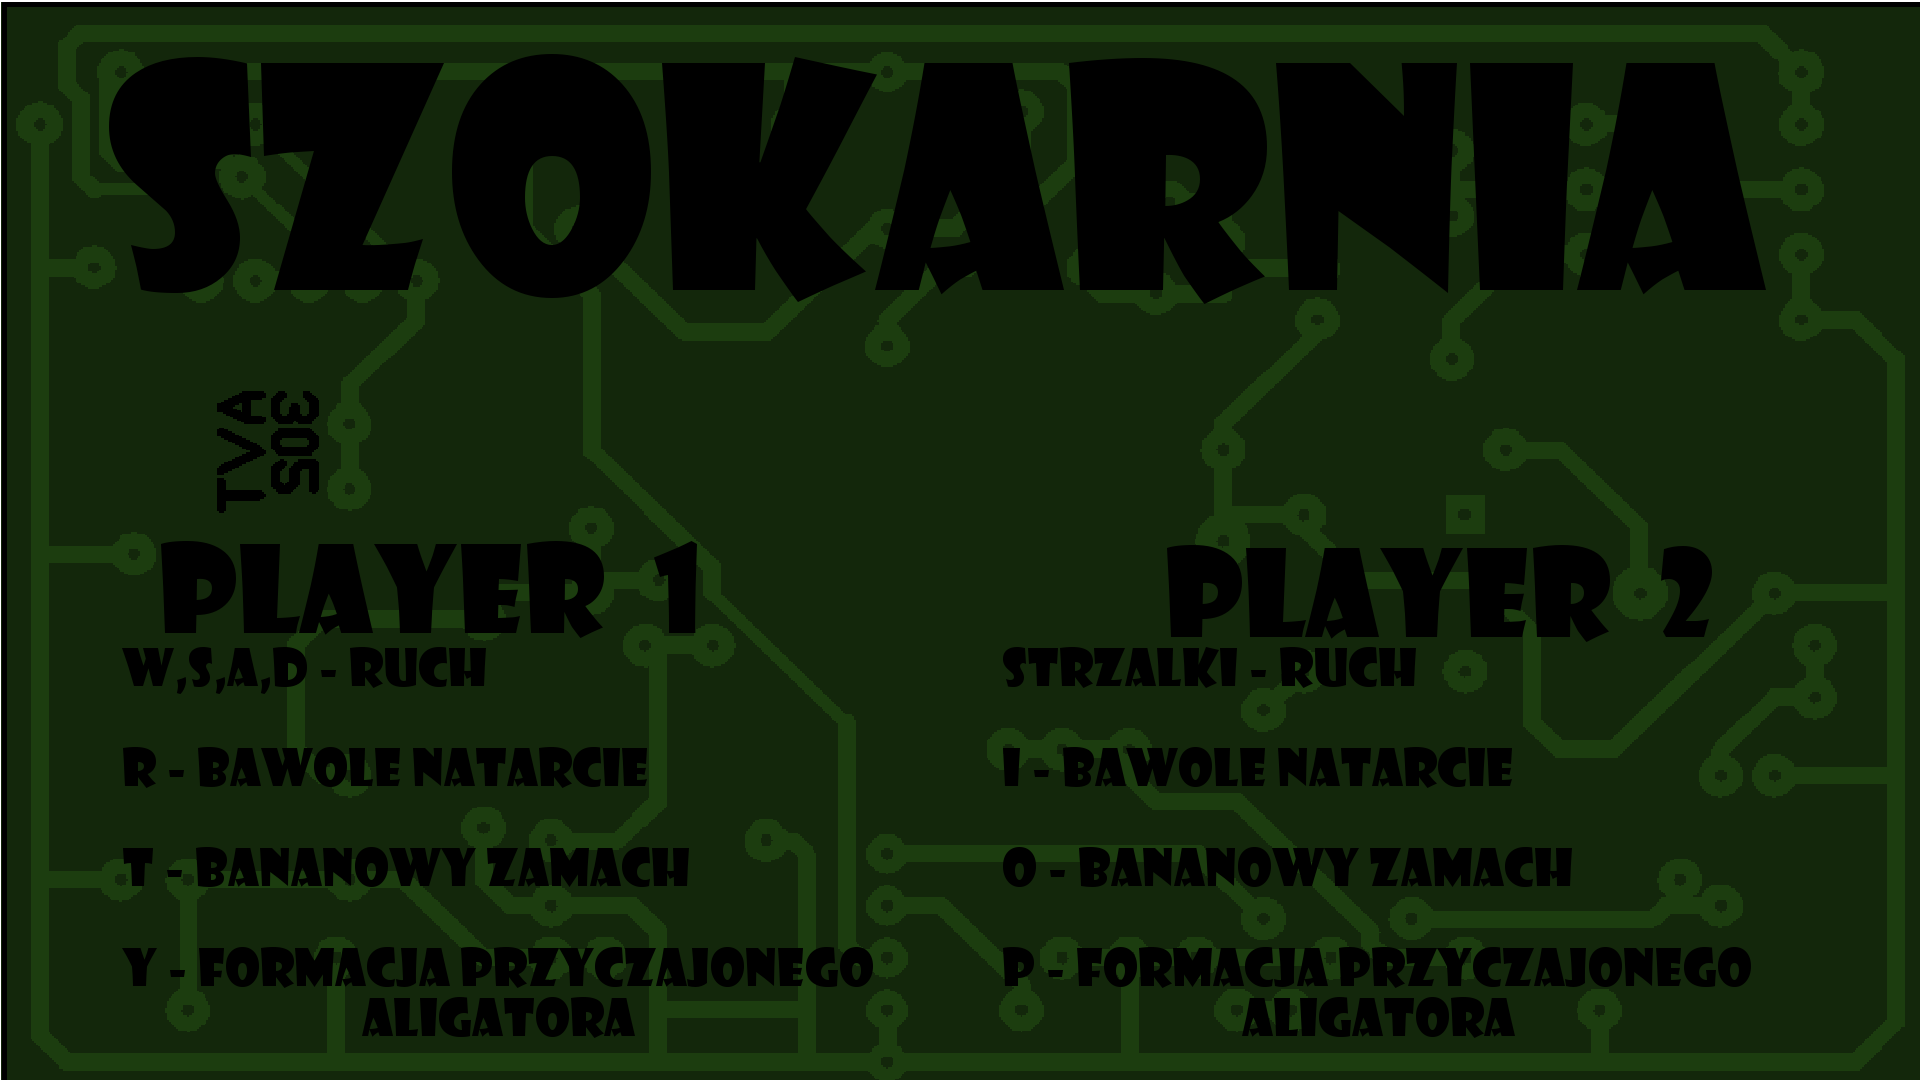 SZOKARNIA
TVA
SOE
PLAYER 1
W,S,A,D - RUCH
R - BAWOLE NATARCIE
T - BANANOWY ZAMACH
Y - FORMACJA PRZYCZAJONEGO
ALIGATORA
PLAYER 2
STRZALKI - RUCH
I - BAWOLE NATARCIE
O - BANANOWY ZAMACH
P - FORMACJA PRZYCZAJONEGO
ALIGATORA